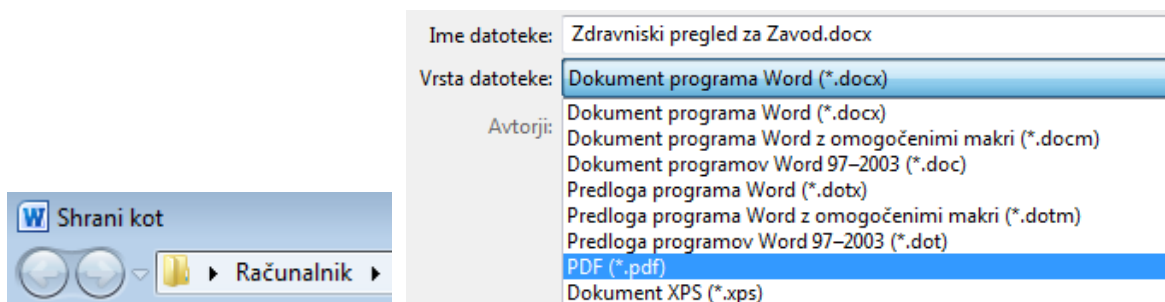 Ime datoteke: Zdravniski pregled za Zavod.docx
Vrsta datoteke: Dokument programa Word (*.docx)
Avtorji:
Dokument programa Word (*.docx)
Dokument programa Word z omogočenimi makri (*.docm)
Dokument programov Word 97–2003 (*.doc)
Predloga programa Word (*.dotx)
Predloga programa Word z omogočenimi makri (*.dotm)
Predloga programov Word 97–2003 (*.dot)
PDF (*.pdf)
Dokument XPS (*.xps)
W Shrani kot
Računalnik